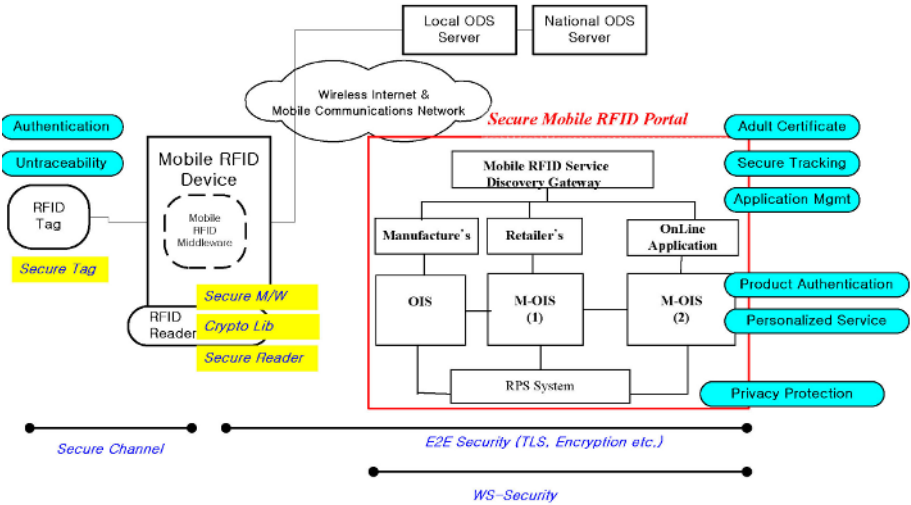 Local ODS
Server
National ODS
Server
Wireless Internet &
Mobile Communications Network
Secure Mobile RFID Portal
Authentication
Untraceability
Adult Certificate
Secure Tracking
Application Mgmt
Mobile RFID
Device
Mobile
RFID
Middleware
RFID
Tag
Secure Tag
Mobile RFID Service
Discovery Gateway
Manufacture's
Retailer's
OnLine
Application
OIS
M-OIS
(1)
M-OIS
(2)
Product Authentication
Personalized Service
Secure M/W
RFID
Reader
Crypto Lib
Secure Reader
RPS System
Privacy Protection
Secure Channel
E2E Security (TLS, Encryption etc.)
WS-Security